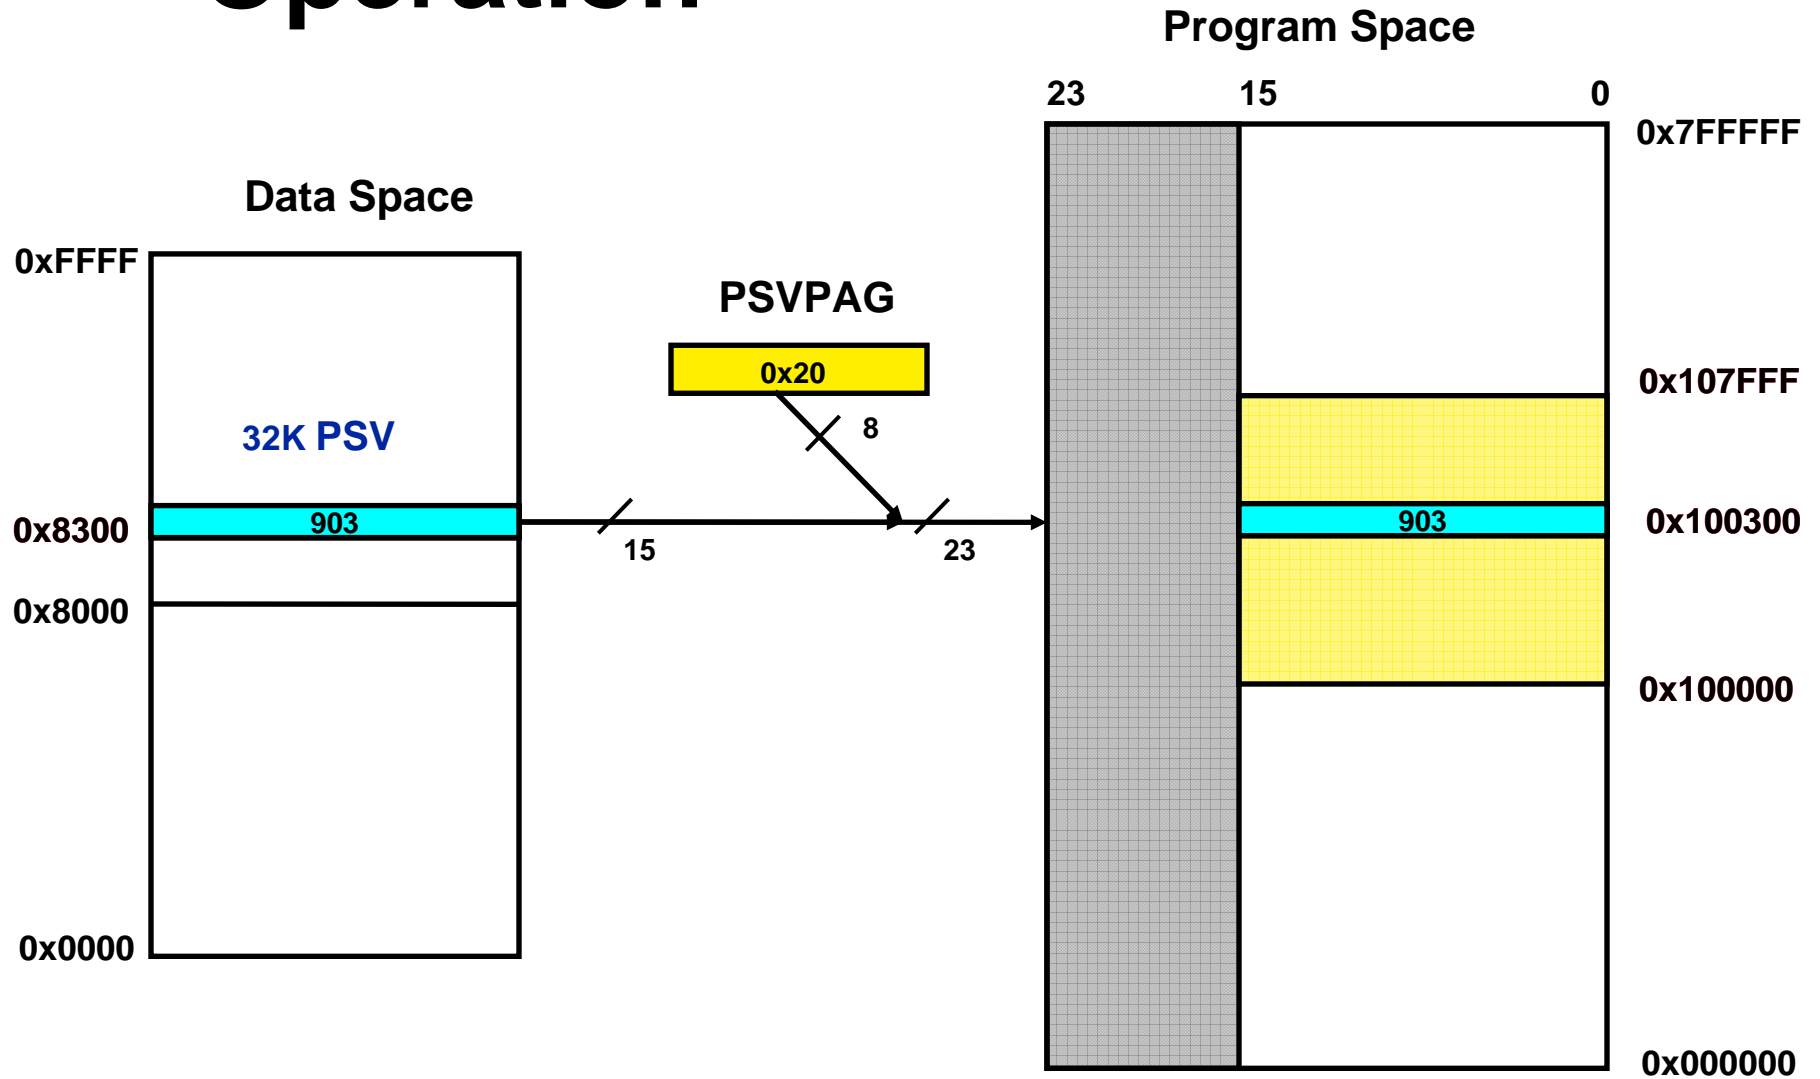 Operation
Program Space
23 15 0
0x7FFFFF
Data Space
0xFFFF
PSVPAG
0x20
0x107FFF
8
32K PSV
0x8300
903
15
23
903
0x100300
0x8000
0x100000
0x0000
0x000000